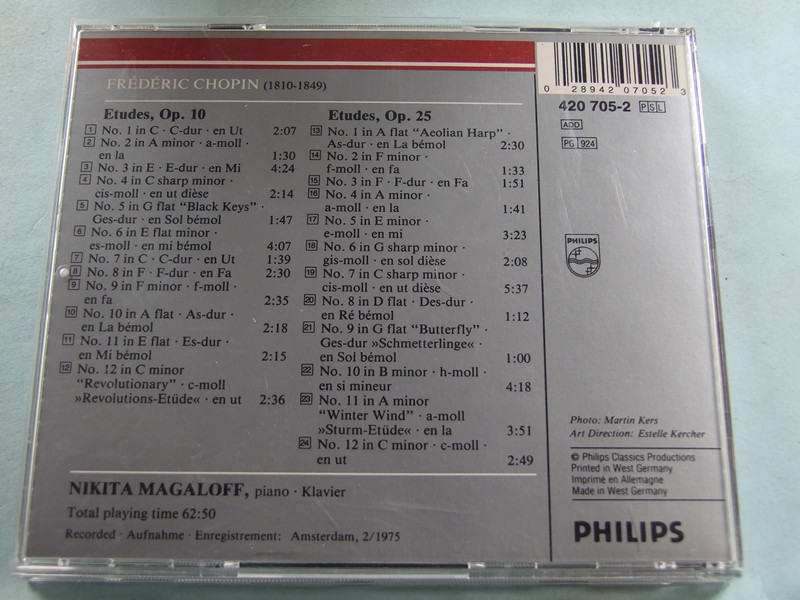 FRÉDÉRIC CHOPIN (1810-1849)
Etudes, Op. 10
1 No. 1 in C · C-dur · en Ut 2:07
2 No. 2 in A minor · a-moll ·
en la 1:30
3 No. 3 in E · E-dur · en Mi 4:24
4 No. 4 in C sharp minor ·
cis-moll · en ut dièse 2:14
5 No. 5 in G flat “Black Keys” ·
Ges-dur · en Sol bémol 1:47
6 No. 6 in E flat minor ·
es-moll · en mi bémol 4:07
7 No. 7 in C · C-dur · en Ut 1:39
8 No. 8 in F · F-dur · en Fa 2:30
9 No. 9 in F minor · f-moll ·
en fa 2:35
10 No. 10 in A flat · As-dur ·
en La bémol 2:18
11 No. 11 in E flat · Es-dur ·
en Mi bémol 2:15
12 No. 12 in C minor
“Revolutionary” · c-moll
»Revolutions-Etüde« · en ut 2:36
Etudes, Op. 25
13 No. 1 in A flat “Aeolian Harp” ·
As-dur · en La bémol 2:30
14 No. 2 in F minor ·
f-moll · en fa 1:33
15 No. 3 in F · F-dur · en Fa 1:51
16 No. 4 in A minor ·
a-moll · en la 1:41
17 No. 5 in E minor ·
e-moll · en mi 3:23
18 No. 6 in G sharp minor ·
gis-moll · en sol dièse 2:08
19 No. 7 in C sharp minor ·
cis-moll · en ut dièse 5:37
20 No. 8 in D flat · Des-dur ·
en Ré bémol 1:12
21 No. 9 in G flat “Butterfly” ·
Ges-dur »Schmetterlinge« ·
en Sol bémol 1:00
22 No. 10 in B minor · h-moll ·
en si mineur 4:18
23 No. 11 in A minor
“Winter Wind” · a-moll
»Sturm-Etüde« · en la 3:51
24 No. 12 in C minor · c-moll ·
en ut 2:49
NIKITA MAGALOFF, piano · Klavier
Total playing time 62:50
Recorded · Aufnahme · Enregistrement: Amsterdam, 2/1975
0 28942 07052 3
420 705-2 PSL
ADD
PG 924
PHILIPS
Photo: Martin Kers
Art Direction: Estelle Kercher
© Philips Classics Productions
Printed in West Germany
Imprimé en Allemagne
Made in West Germany
PHILIPS